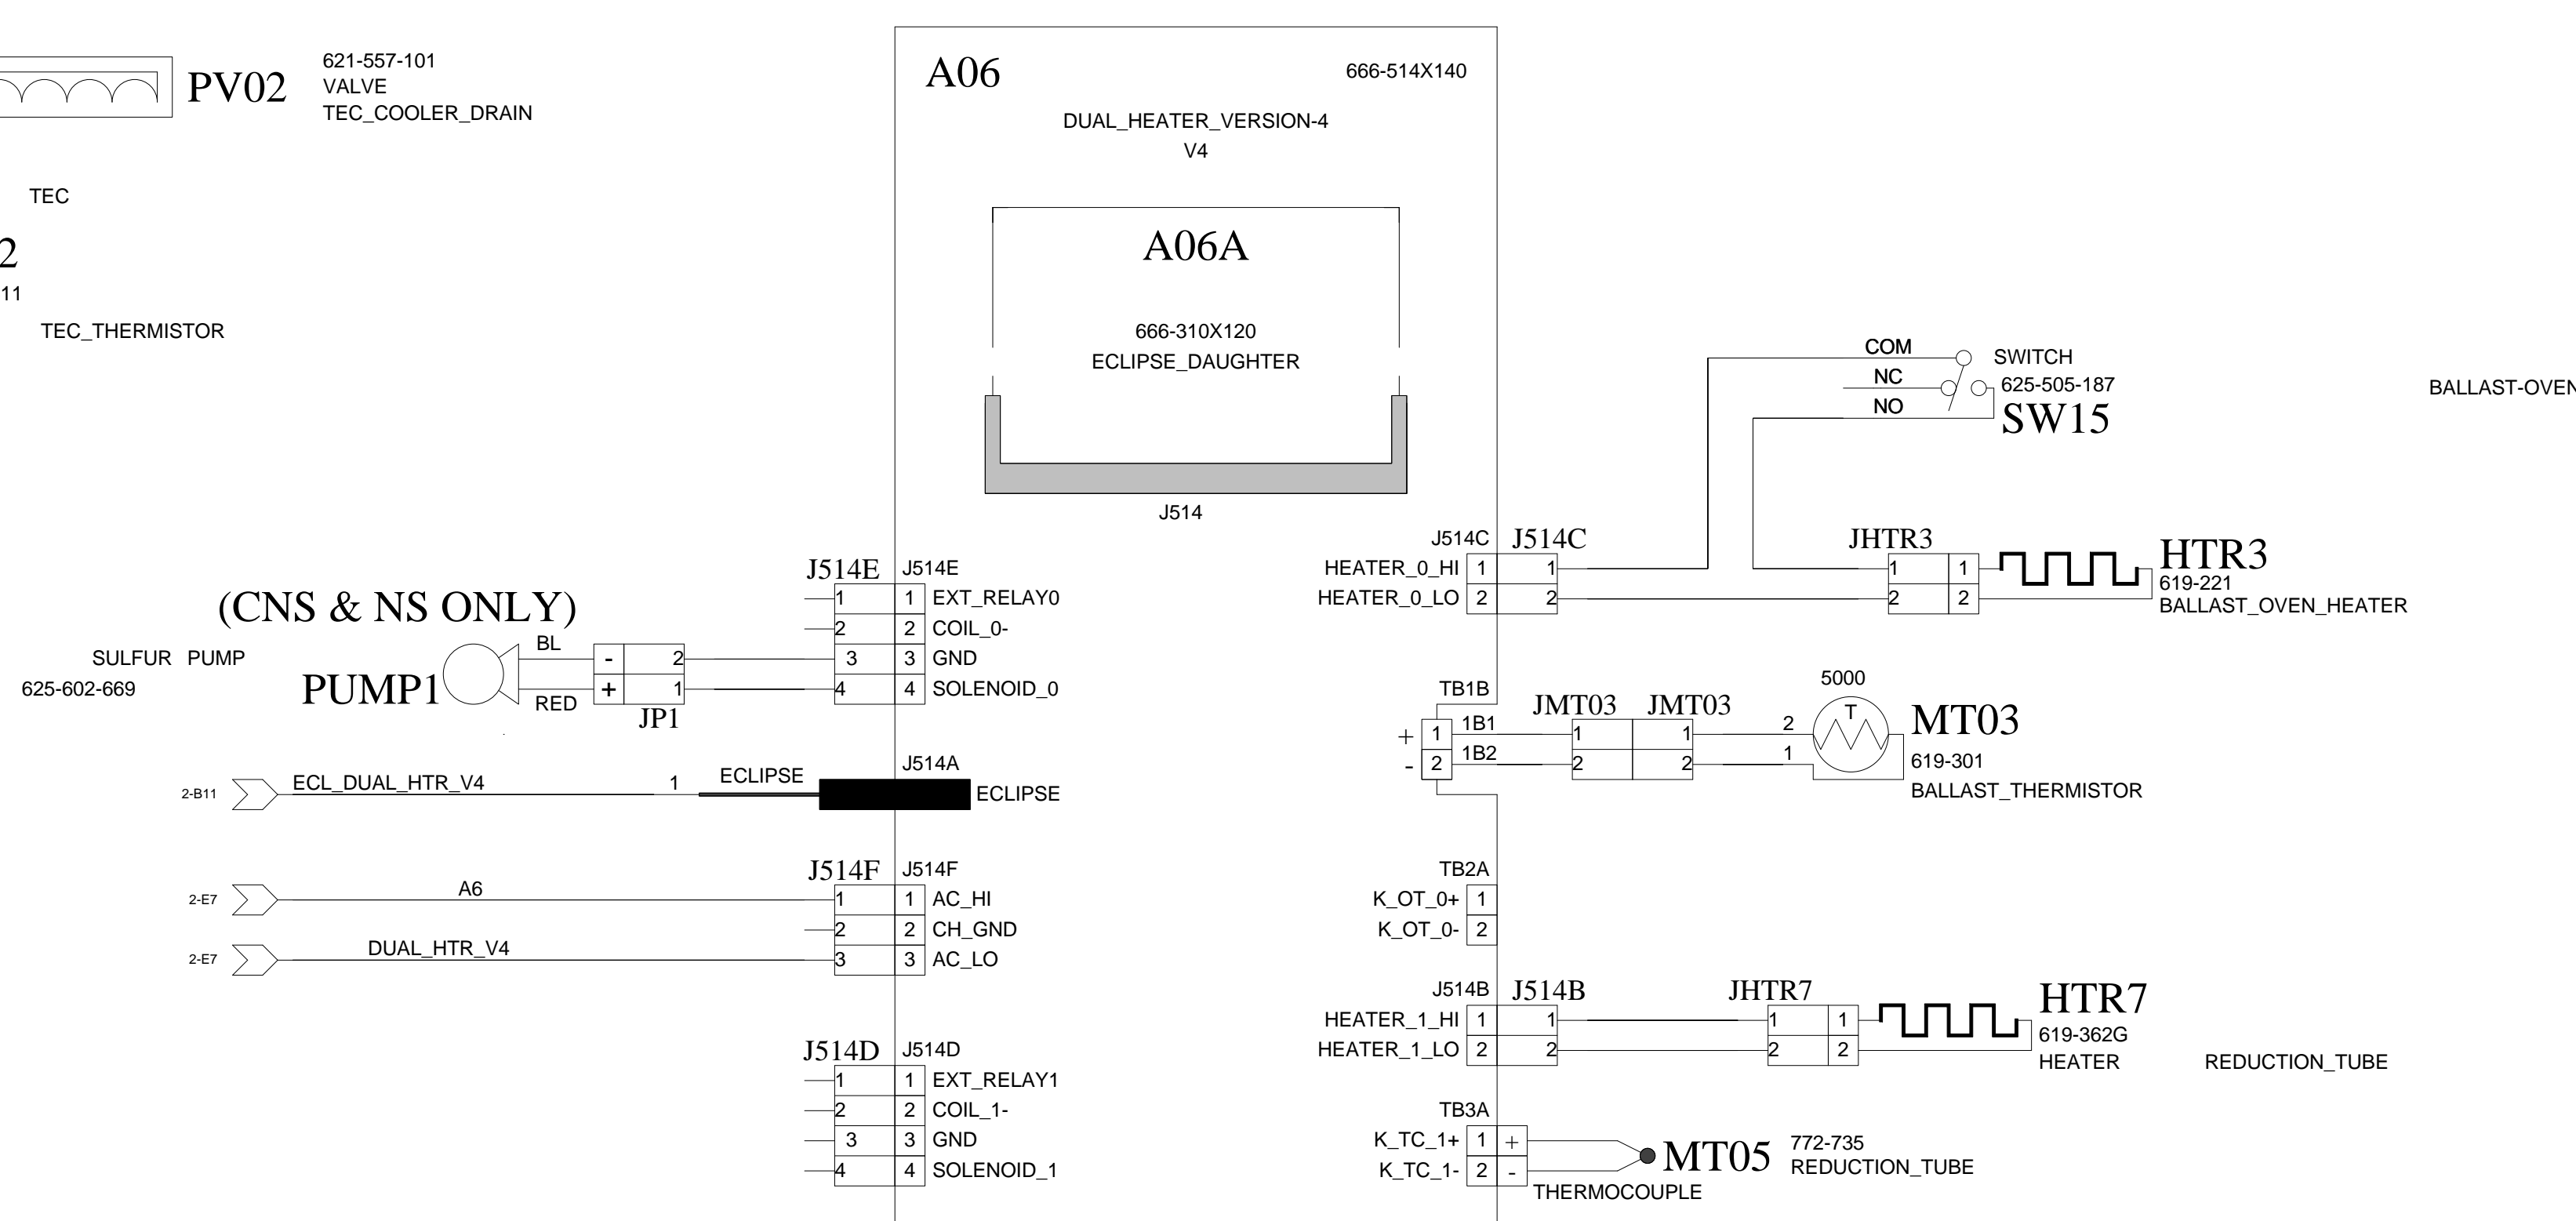 PV02
621-557-101
VALVE
TEC_COOLER_DRAIN
TEC
2
11
TEC_THERMISTOR
A06
666-514X140
DUAL_HEATER_VERSION-4
V4
A06A
666-310X120
ECLIPSE_DAUGHTER
J514
COM
NC
NO
SWITCH
625-505-187
SW15
BALLAST-OVEN
(CNS & NS ONLY)
SULFUR PUMP
625-602-669
PUMP1
BL
RED
- 2
+ 1
JP1
J514E J514E
1 1 EXT_RELAY0
2 2 COIL_0-
3 3 GND
4 4 SOLENOID_0
J514C J514C
HEATER_0_HI 1 1
HEATER_0_LO 2 2
JHTR3
1 1
2 2
HTR3
619-221
BALLAST_OVEN_HEATER
TB1B
+ 1 1B1
- 2 1B2
JMT03 JMT03
1 1 2
2 2 1
5000
T
MT03
619-301
BALLAST_THERMISTOR
2-B11 ECL_DUAL_HTR_V4 1 ECLIPSE
J514A
ECLIPSE
J514F J514F
2-E7 A6 1 1 AC_HI
2 2 CH_GND
2-E7 DUAL_HTR_V4 3 3 AC_LO
TB2A
K_OT_0+ 1
K_OT_0- 2
J514B J514B
HEATER_1_HI 1 1
HEATER_1_LO 2 2
JHTR7
1 1
2 2
HTR7
619-362G
HEATER REDUCTION_TUBE
J514D J514D
1 1 EXT_RELAY1
2 2 COIL_1-
3 3 GND
4 4 SOLENOID_1
TB3A
K_TC_1+ 1 +
K_TC_1- 2 -
THERMOCOUPLE
MT05
772-735
REDUCTION_TUBE